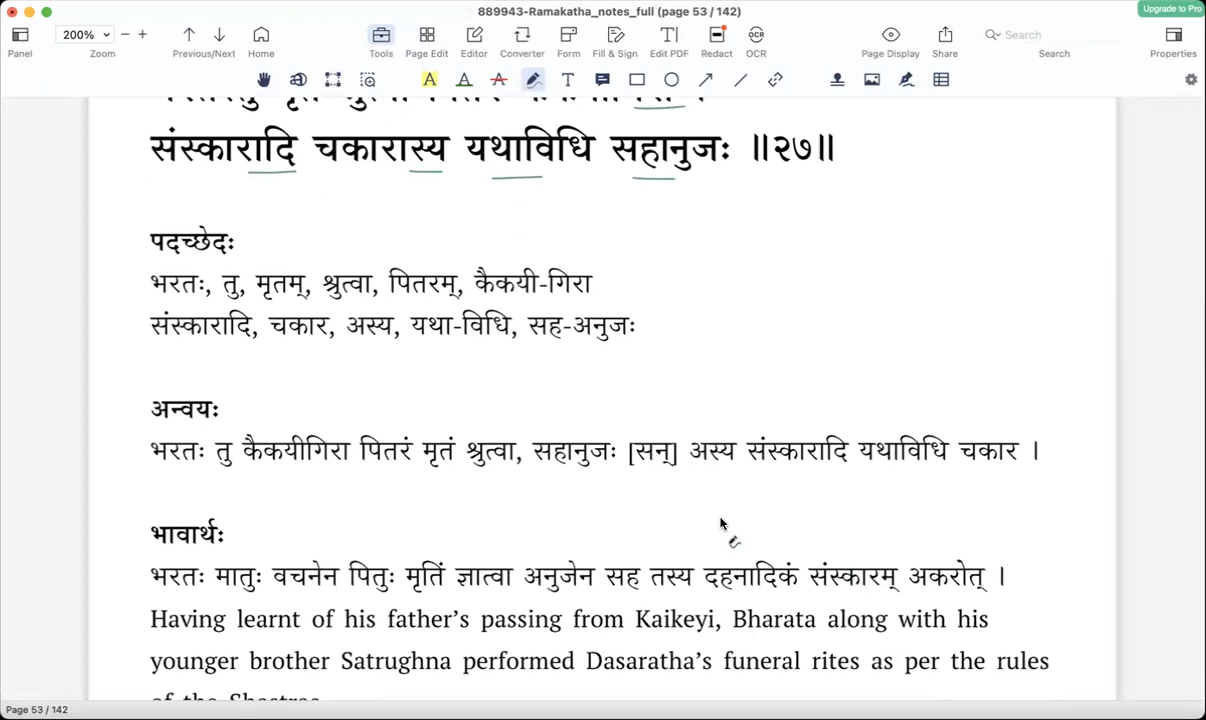 889943-Ramakatha_notes_full (page 53 / 142)
Upgrade to Pro
200%
Panel Zoom Previous/Next Home Tools Page Edit Editor Converter Form Fill & Sign Edit PDF Redact OCR Page Display Share Search Search Properties
संस्कारादि चकारास्य यथाविधि सहानुजः ॥२७॥
पदच्छेदः
भरतः, तु, मृतम्, श्रुत्वा, पितरम्, कैकयी-गिरा
संस्कारादि, चकार, अस्य, यथा-विधि, सह-अनुजः
अन्वयः
भरतः तु कैकयीगिरा पितरं मृतं श्रुत्वा, सहानुजः [सन्] अस्य संस्कारादि यथाविधि चकार ।
भावार्थः
भरतः मातुः वचनेन पितुः मृतिं ज्ञात्वा अनुजेन सह तस्य दहनादिकं संस्कारम् अकरोत् ।
Having learnt of his father’s passing from Kaikeyi, Bharata along with his
younger brother Satrughna performed Dasaratha’s funeral rites as per the rules
of the Shastras
Page 53 / 142